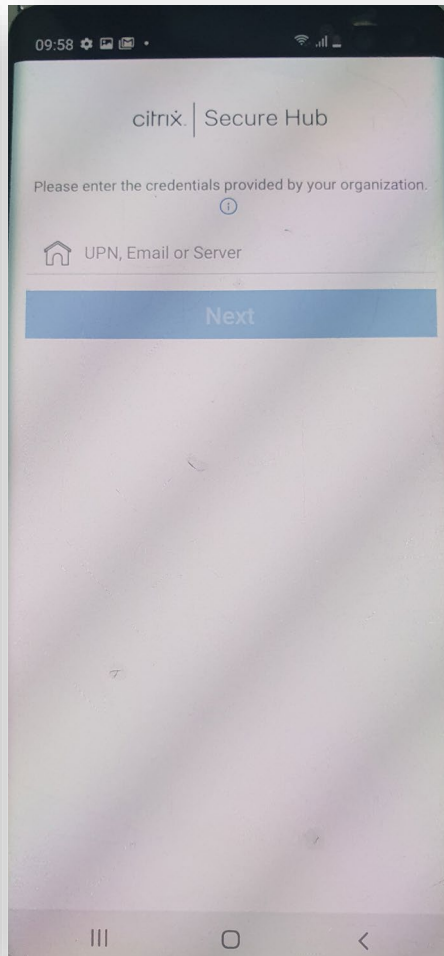 09:58
citrix. | Secure Hub
Please enter the credentials provided by your organization.
UPN, Email or Server
Next